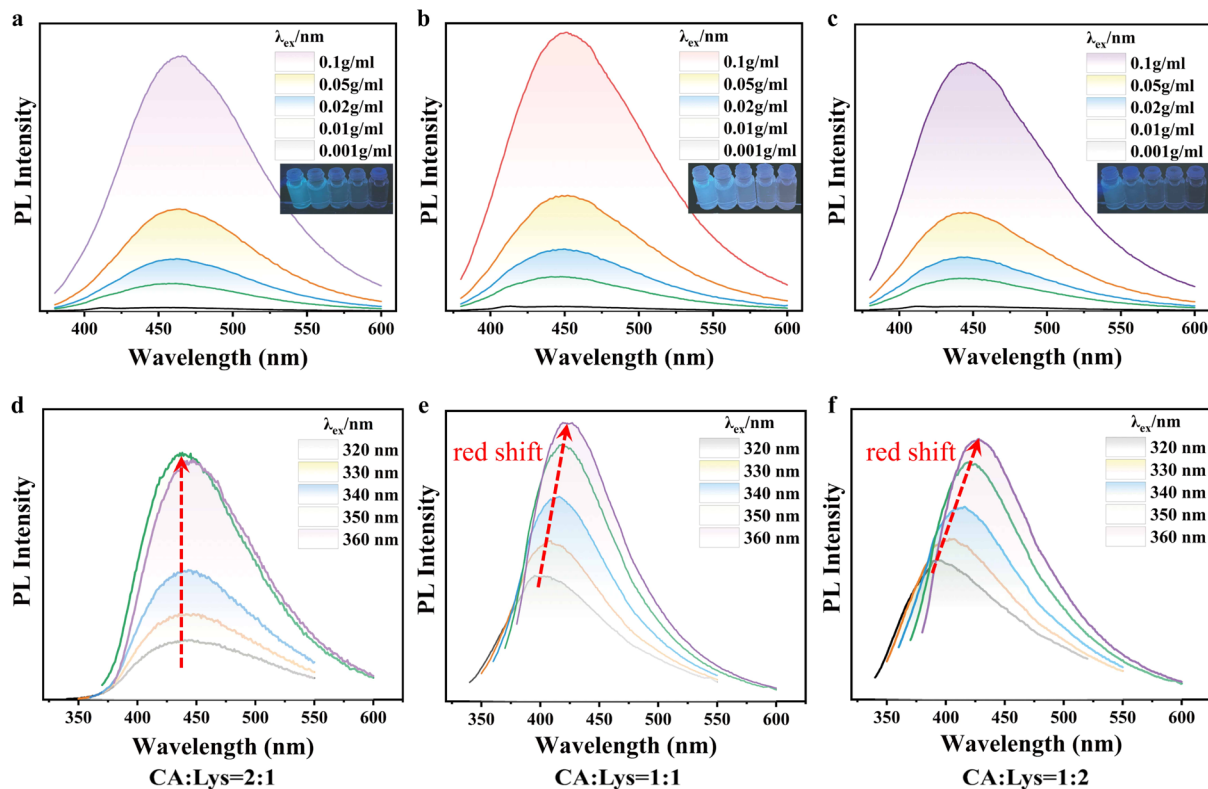 a
λex/nm
0.1g/ml
0.05g/ml
0.02g/ml
0.01g/ml
0.001g/ml
PL Intensity
400 450 500 550 600
Wavelength (nm)
b
λex/nm
0.1g/ml
0.05g/ml
0.02g/ml
0.01g/ml
0.001g/ml
PL Intensity
400 450 500 550 600
Wavelength (nm)
c
λex/nm
0.1g/ml
0.05g/ml
0.02g/ml
0.01g/ml
0.001g/ml
PL Intensity
400 450 500 550 600
Wavelength (nm)
d
λex/nm
320 nm
330 nm
340 nm
350 nm
360 nm
PL Intensity
350 400 450 500 550 600
Wavelength (nm)
CA:Lys=2:1
e
λex/nm
red shift
320 nm
330 nm
340 nm
350 nm
360 nm
PL Intensity
350 400 450 500 550 600
Wavelength (nm)
CA:Lys=1:1
f
λex/nm
red shift
320 nm
330 nm
340 nm
350 nm
360 nm
PL Intensity
350 400 450 500 550 600
Wavelength (nm)
CA:Lys=1:2